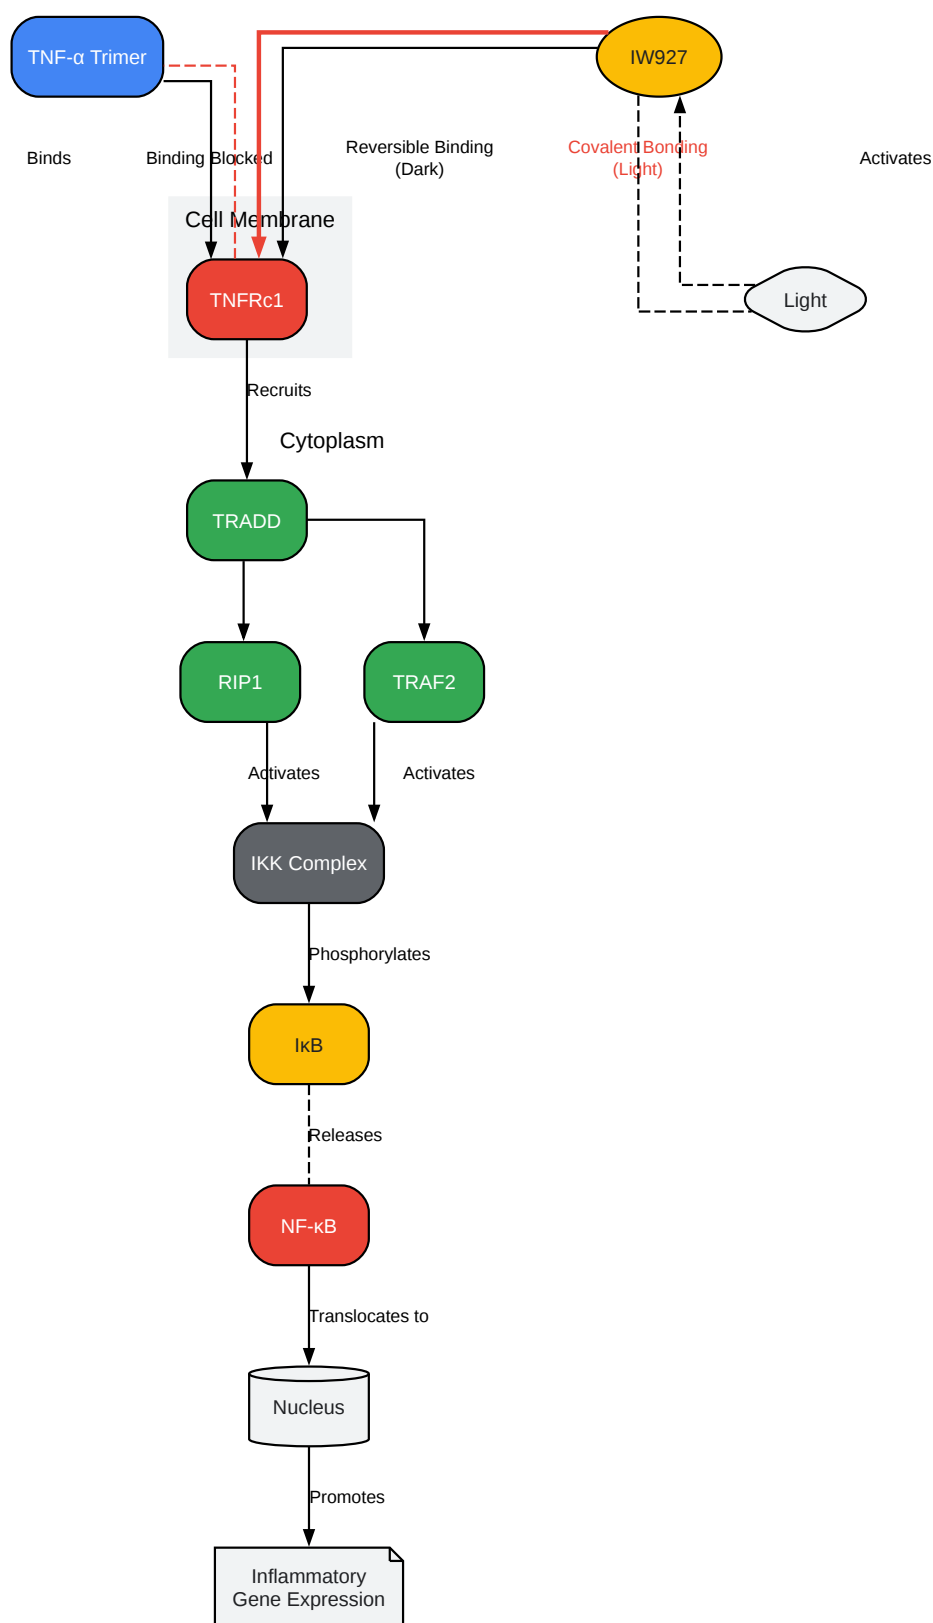 TNF-α Trimer
IW927
Binds
Binding Blocked
Reversible Binding
(Dark)
Covalent Bonding
(Light)
Activates
Cell Membrane
TNFRc1
Light
Recruits
Cytoplasm
TRADD
RIP1
TRAF2
Activates
Activates
IKK Complex
Phosphorylates
IκB
Releases
NF-κB
Translocates to
Nucleus
Promotes
Inflammatory
Gene Expression